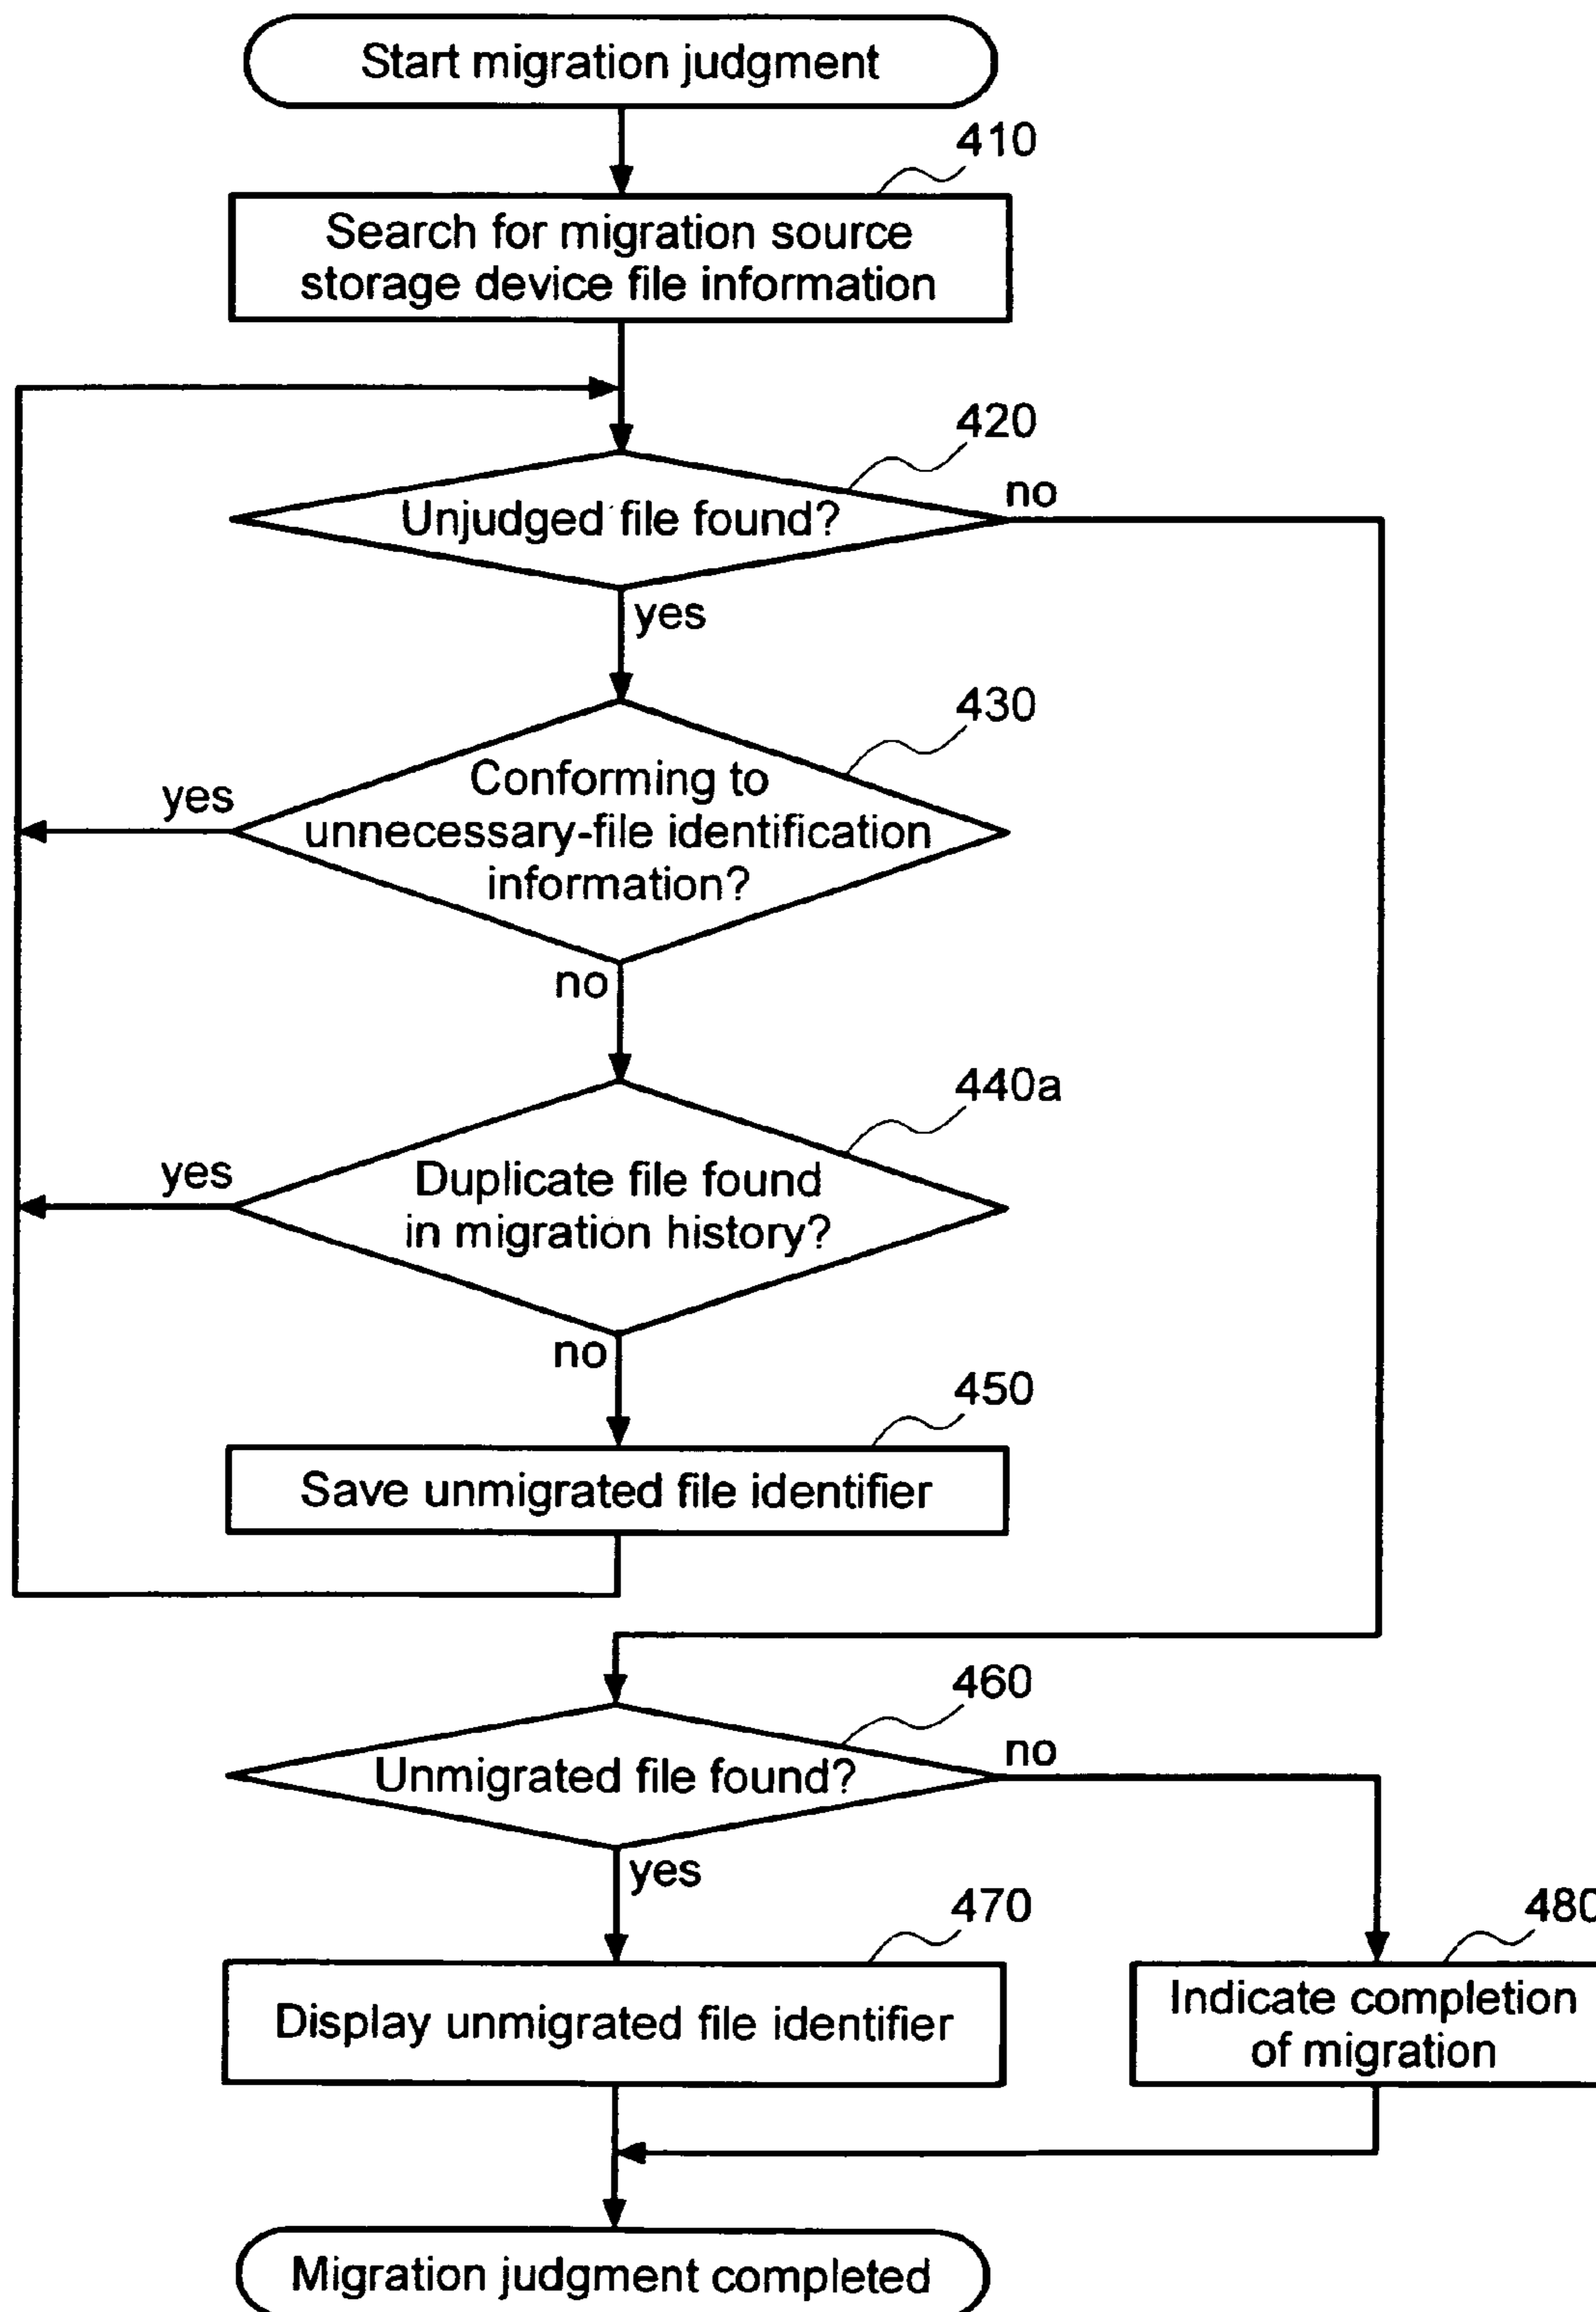 Start migration judgment
410
Search for migration source
storage device file information
420
Unjudged file found?
no
yes
430
Conforming to
unnecessary-file identification
information?
yes
no
440a
Duplicate file found
in migration history?
yes
no
450
Save unmigrated file identifier
460
Unmigrated file found?
no
yes
470
Display unmigrated file identifier
480
Indicate completion
of migration
Migration judgment completed